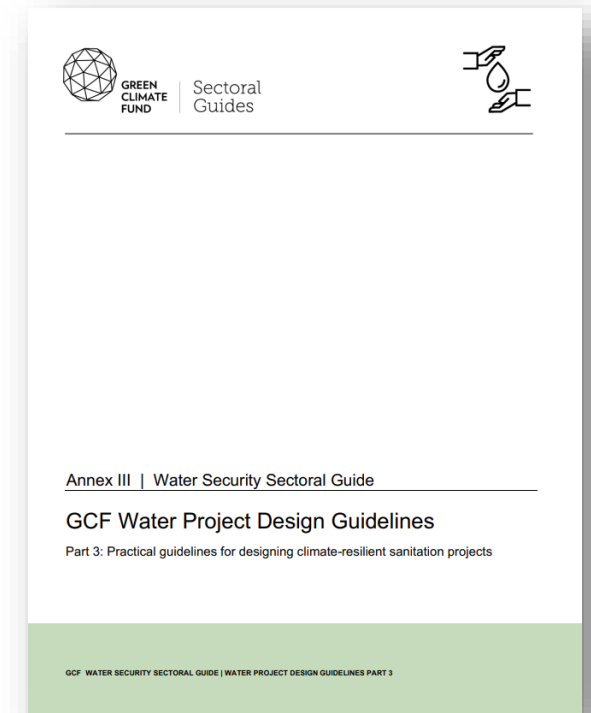 GREEN
CLIMATE
FUND
Sectoral
Guides
Annex III | Water Security Sectoral Guide
GCF Water Project Design Guidelines
Part 3: Practical guidelines for designing climate-resilient sanitation projects
GCF WATER SECURITY SECTORAL GUIDE | WATER PROJECT DESIGN GUIDELINES PART 3